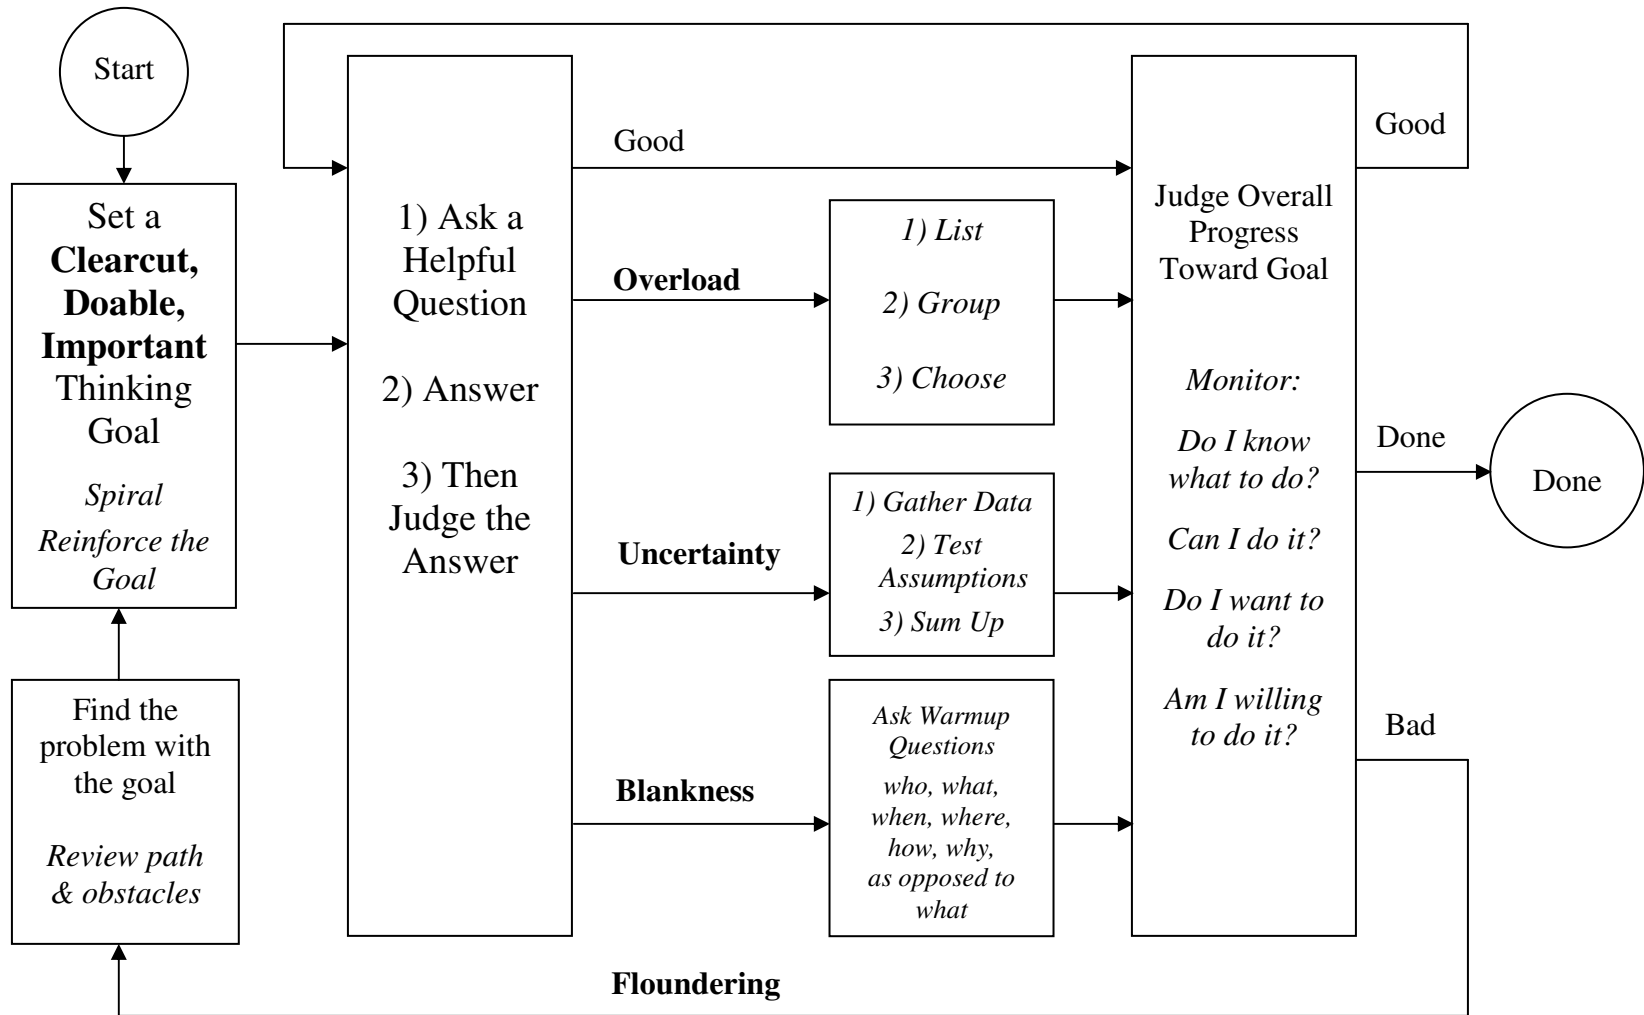 Start
Set a
Clearcut,
Doable,
Important
Thinking
Goal
Spiral
Reinforce the
Goal
Find the
problem with
the goal
Review path
& obstacles
1) Ask a
Helpful
Question
2) Answer
3) Then
Judge the
Answer
Good
Overload
Uncertainty
Blankness
1) List
2) Group
3) Choose
1) Gather Data
2) Test
Assumptions
3) Sum Up
Ask Warmup
Questions
who, what,
when, where,
how, why,
as opposed to
what
Judge Overall
Progress
Toward Goal
Monitor:
Do I know
what to do?
Can I do it?
Do I want to
do it?
Am I willing
to do it?
Good
Done
Done
Bad
Floundering